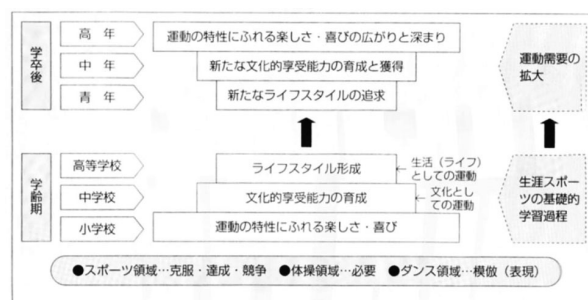 学卒後
高年
運動の特性にふれる楽しさ・喜びの広がりと深まり
中年
新たな文化的享受能力の育成と獲得
青年
新たなライフスタイルの追求
運動需要の
拡大
学齢期
高等学校
ライフスタイル形成
生活（ライフ）
としての運動
中学校
文化的享受能力の育成
文化とし
ての運動
小学校
運動の特性にふれる楽しさ・喜び
生涯スポー
ツの基礎的
学習過程
●スポーツ領域…克服・達成・競争 ●体操領域…必要 ●ダンス領域…模倣（表現）